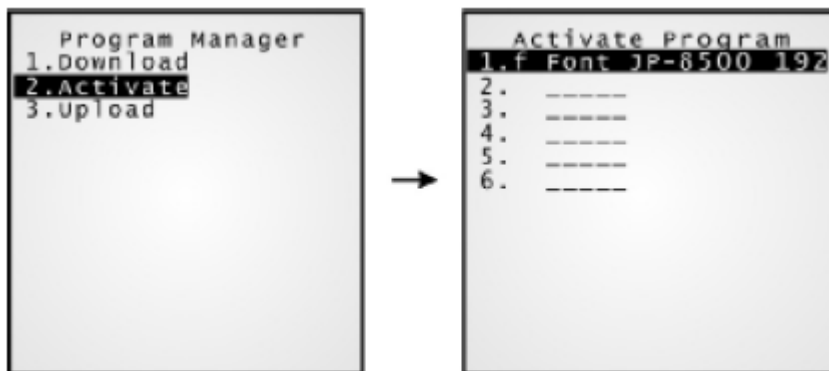 Program Manager
1.Download
2.Activate
3.Upload
Activate Program
1.f Font JP-8500 192
2. _____
3. _____
4. _____
5. _____
6. _____